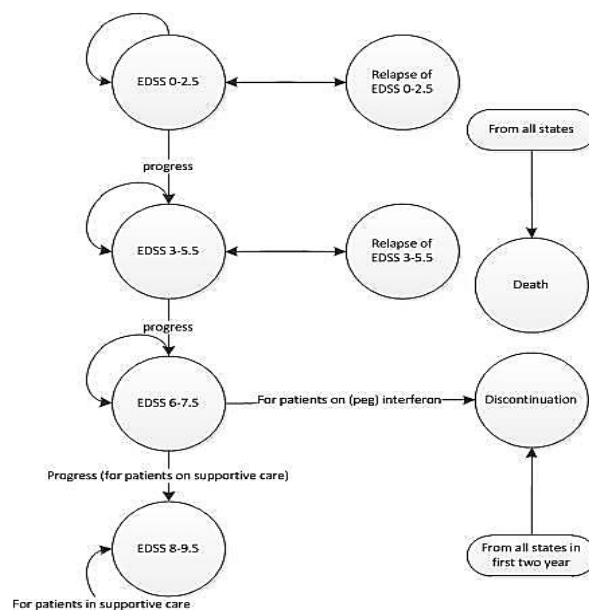 EDSS 0-2.5
Relapse of
EDSS 0-2.5
From all states
progress
EDSS 3-5.5
Relapse of
EDSS 3-5.5
Death
progress
EDSS 6-7.5
For patients on (peg) interferon
Discontinuation
Progress (for patients on supportive care)
EDSS 8-9.5
From all states in
first two year
For patients in supportive care